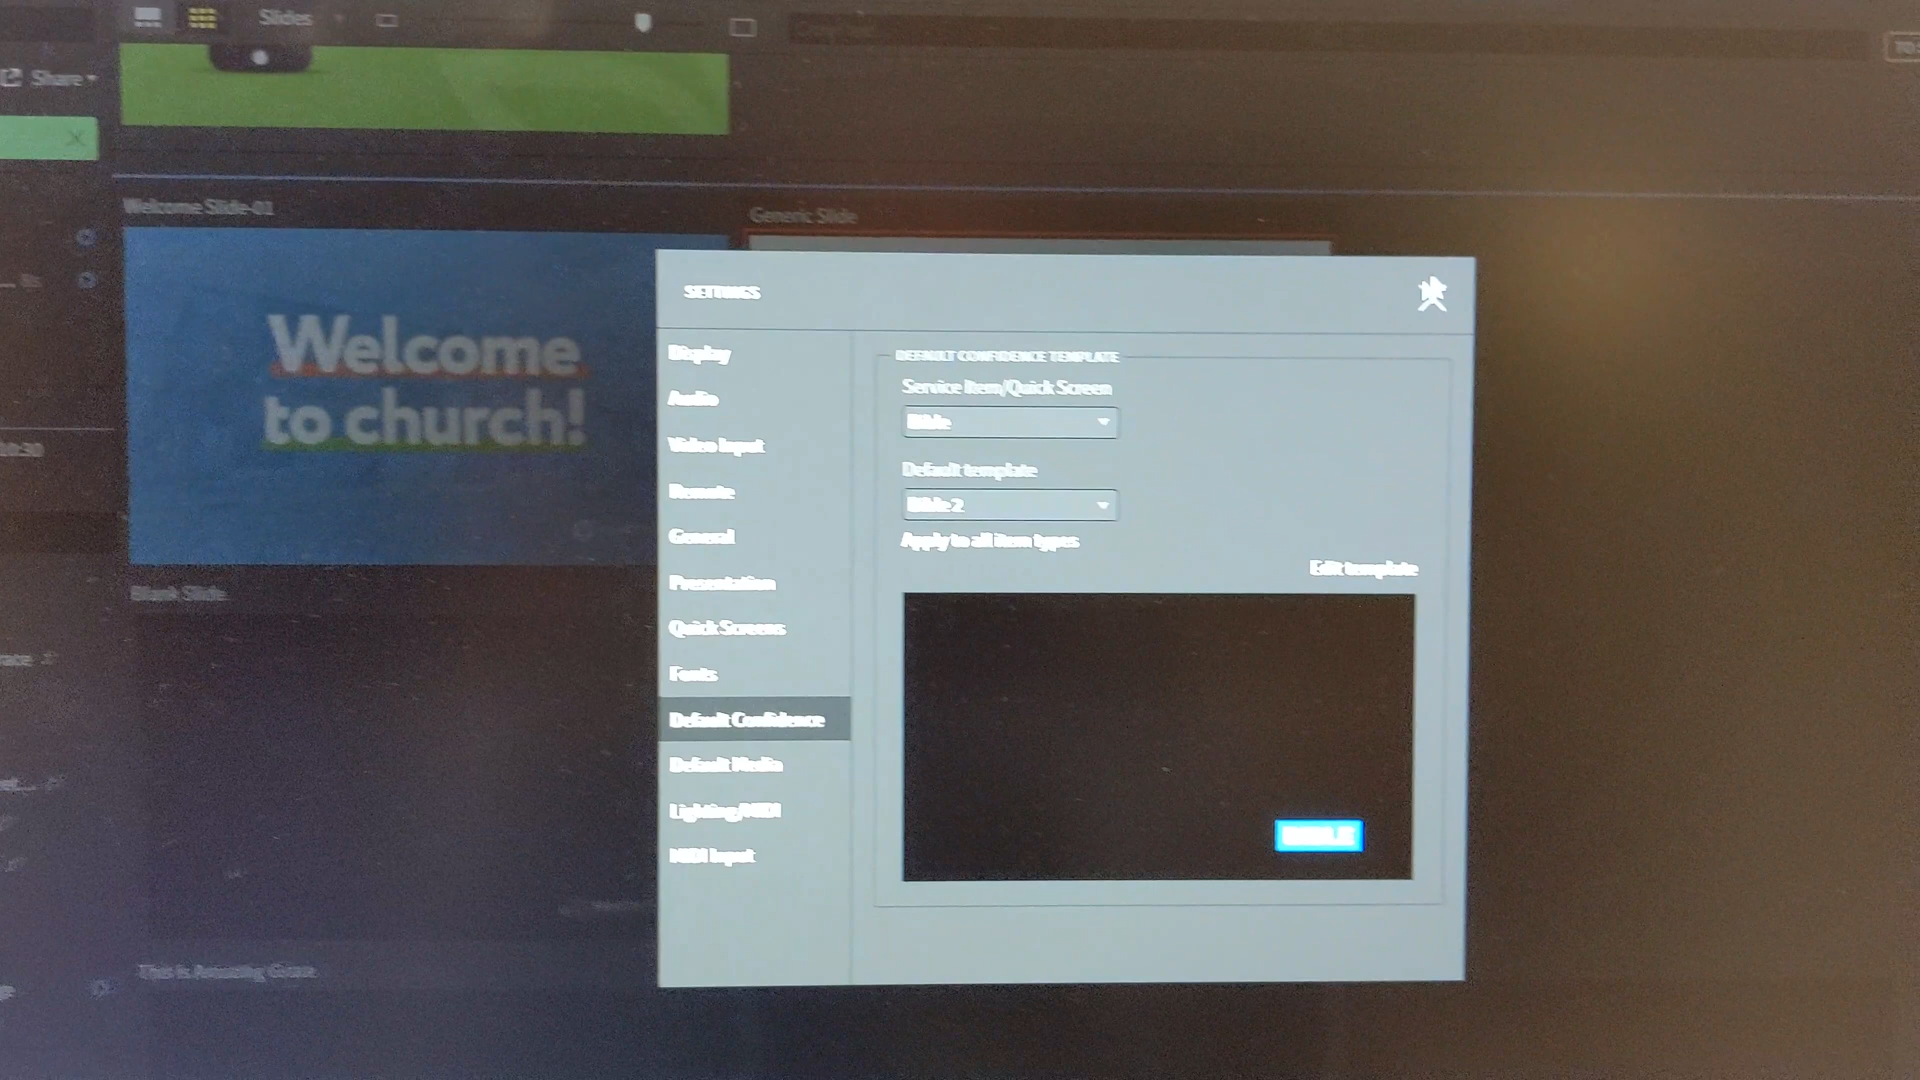 Slides
Share
Welcome Slide-01
Generic Slide
Welcome
to church!
10:30
Blank Slide
This Is Amazing Grace
SETTINGS
Display
Audio
Video Input
Remote
General
Presentation
Quick Screens
Fonts
Default Confidence
Default Media
Lighting/MIDI
MIDI Input
DEFAULT CONFIDENCE TEMPLATE
Service Item/Quick Screen
Bible
Default template
Bible 2
Apply to all item types
Edit template